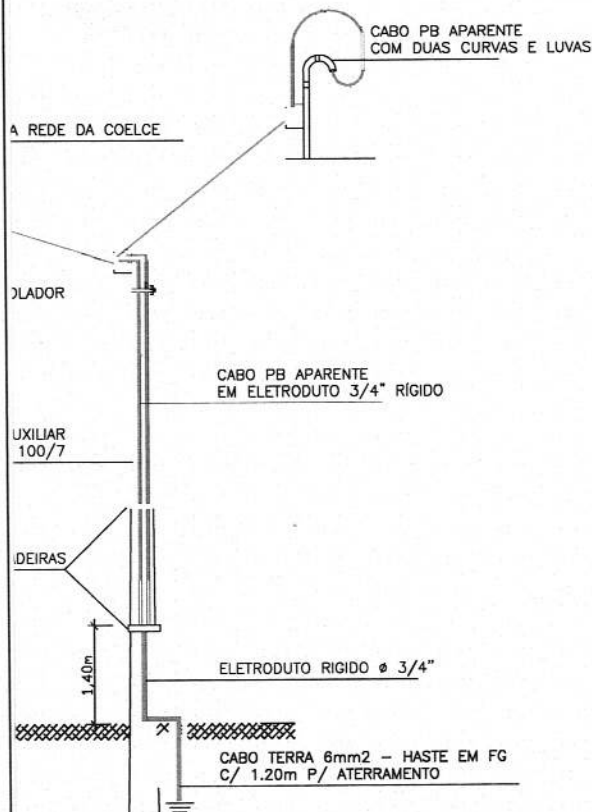 CABO PB APARENTE
COM DUAS CURVAS E LUVAS
A REDE DA COELCE
OLADOR
CABO PB APARENTE
EM ELETRODUTO 3/4" RÍGIDO
UXILIAR
100/7
DEIRAS
1,40m
ELETRODUTO RIGIDO ø 3/4"
CABO TERRA 6mm2 – HASTE EM FG
C/ 1.20m P/ ATERRAMENTO